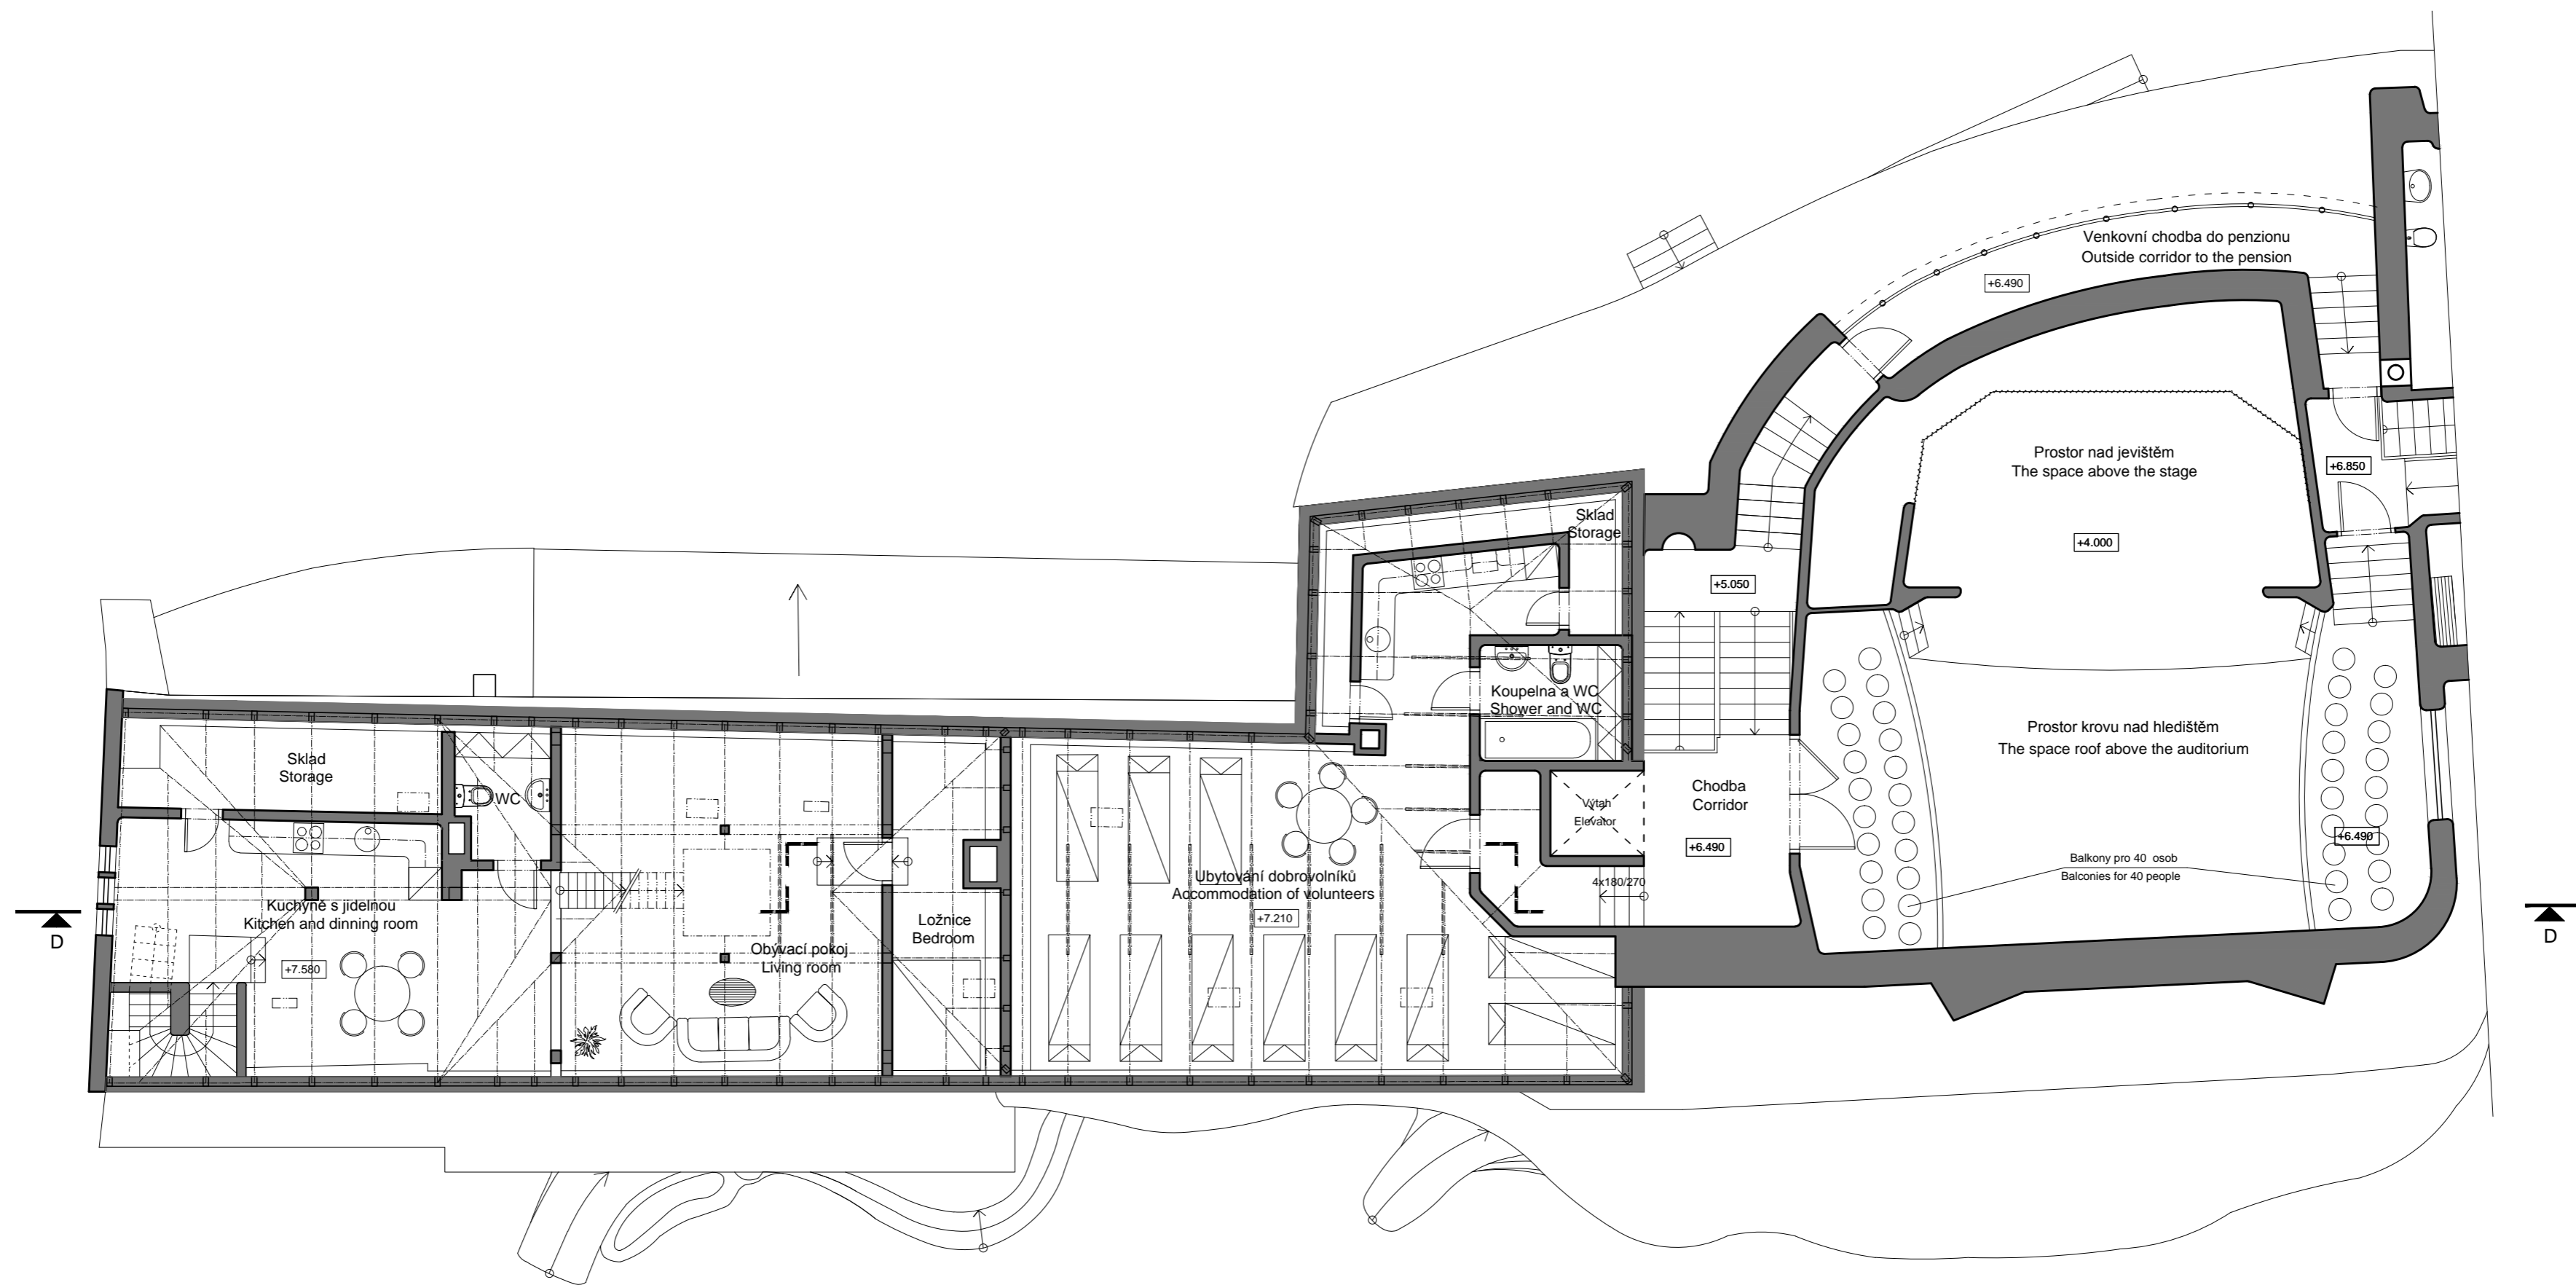 Venkovní chodba do penzionu
Outside corridor to the pension
+6.490
Prostor nad jevištěm
The space above the stage
+6.850
+4.000
Sklad
Storage
+5.050
Koupelna a WC
Shower and WC
Prostor krovu nad hledištěm
The space roof above the auditorium
Sklad
Storage
WC
Chodba
Corridor
Výtah
Elevator
+6.490
+6.490
Balkony pro 40 osob
Balconies for 40 people
Ubytování dobrovolníků
Accommodation of volunteers
+7.210
4x180/270
Kuchyně s jídelnou
Kitchen and dinning room
+7.580
Ložnice
Bedroom
Obývací pokoj
Living room
D
D